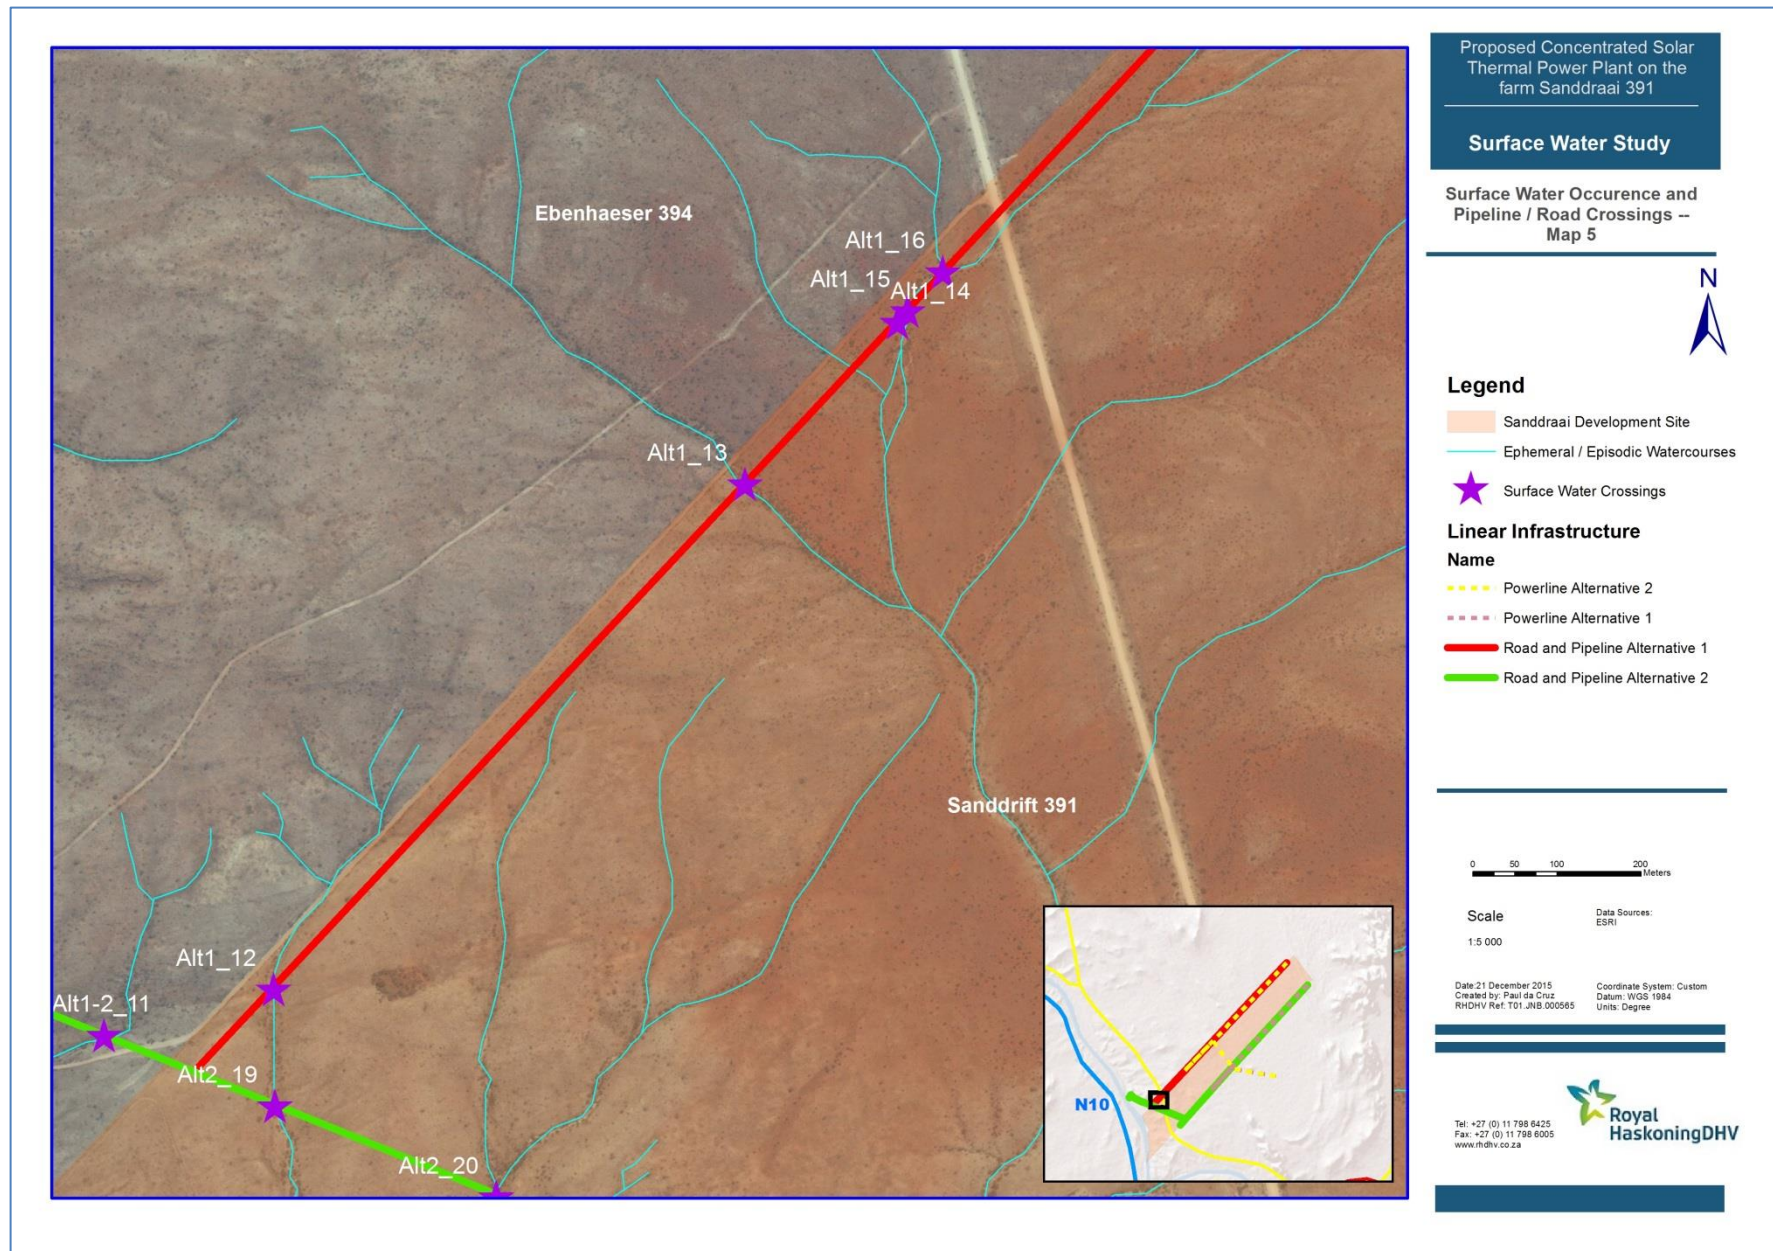 Proposed Concentrated Solar
Thermal Power Plant on the
farm Sanddraai 391
Surface Water Study
Surface Water Occurence and
Pipeline / Road Crossings --
Map 5
N
Legend
Sanddraai Development Site
Ephemeral / Episodic Watercourses
Surface Water Crossings
Linear Infrastructure
Name
Powerline Alternative 2
Powerline Alternative 1
Road and Pipeline Alternative 1
Road and Pipeline Alternative 2
0 50 100 200
Meters
Scale
1:5 000
Data Sources:
ESRI
Date:21 December 2015
Created by: Paul da Cruz
RHDHV Ref: T01.JNB.000565
Coordinate System: Custom
Datum: WGS 1984
Units: Degree
Tel: +27 (0) 11 798 6425
Fax: +27 (0) 11 798 6005
www.rhdhv.co.za
Royal
HaskoningDHV
Ebenhaeser 394
Alt1_16
Alt1_15
Alt1_14
Alt1_13
Sanddrift 391
Alt1_12
Alt1-2_11
Alt2_19
Alt2_20
N10